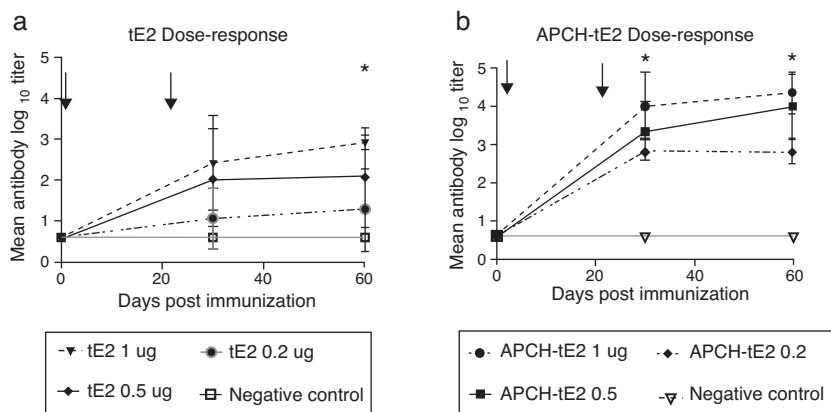 a
tE2 Dose-response
Mean antibody log 10 titer
5
4
3
2
1
0
*
0
20
40
60
Days post immunization
tE2 1 ug
tE2 0.2 ug
tE2 0.5 ug
Negative control
b
APCH-tE2 Dose-response
Mean antibody log 10 titer
5
4
3
2
1
0
*
*
0
20
40
60
Days post immunization
APCH-tE2 1 ug
APCH-tE2 0.2
APCH-tE2 0.5
Negative control